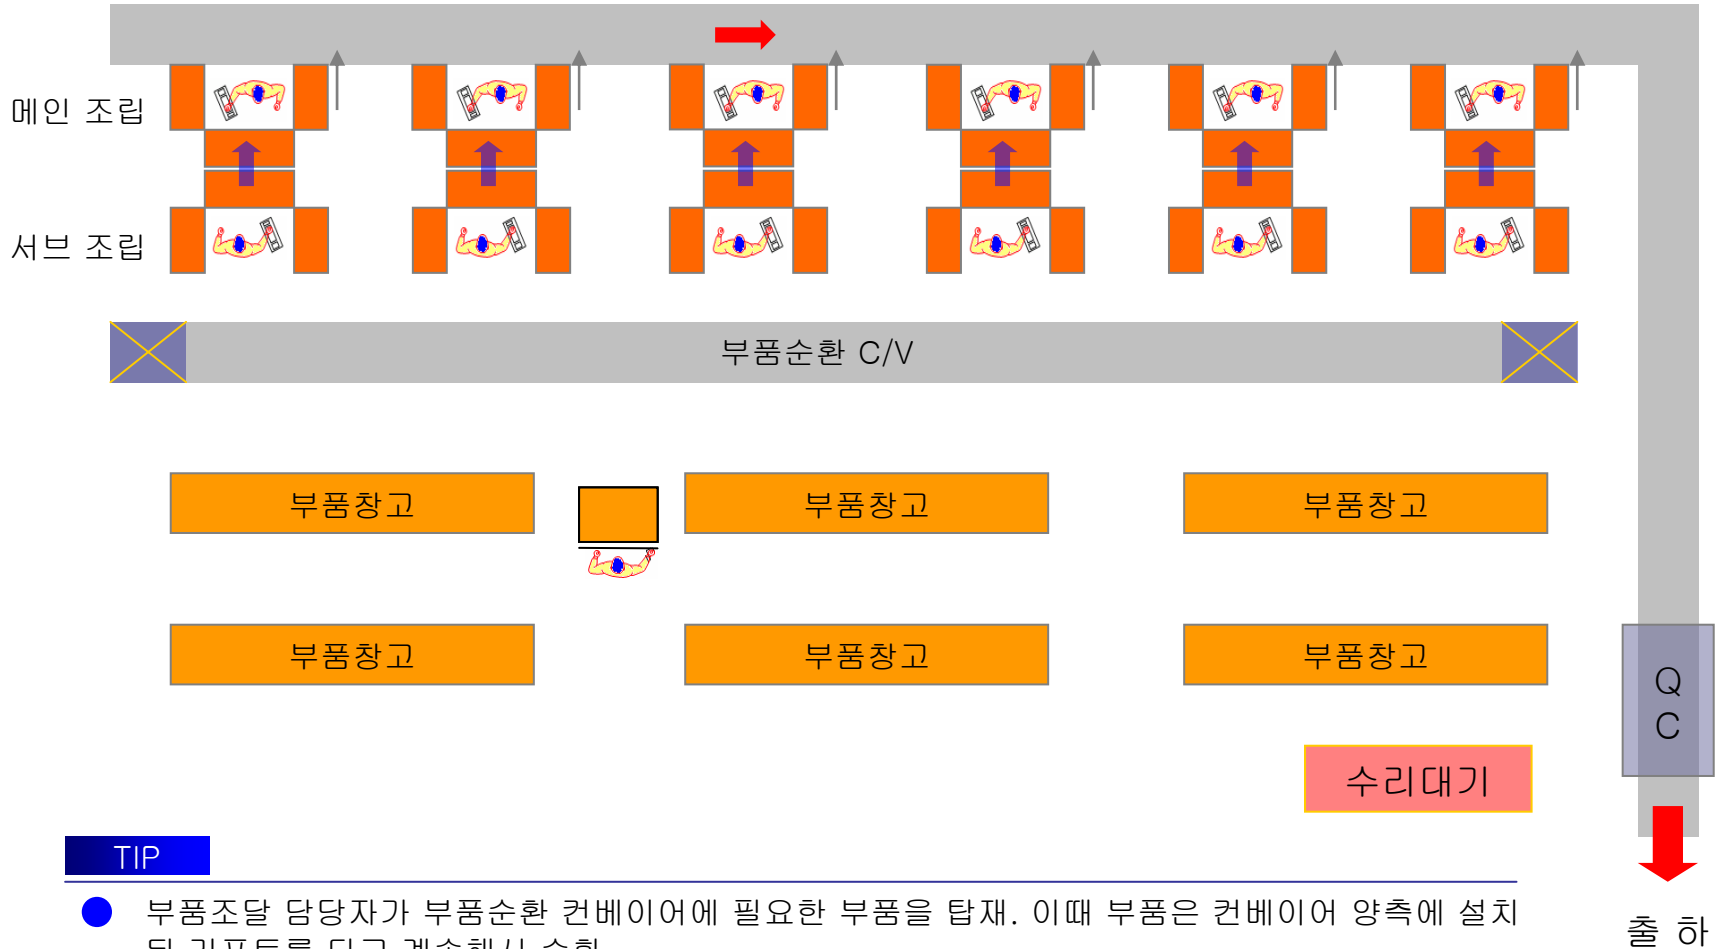 메인 조립
서브 조립
부품순환 C/V
부품창고 부품창고 부품창고
부품창고 부품창고 부품창고
Q
C
수리대기
TIP
부품조달 담당자가 부품순환 컨베이어에 필요한 부품을 탑재. 이때 부품은 컨베이어 양측에 설치
출 하